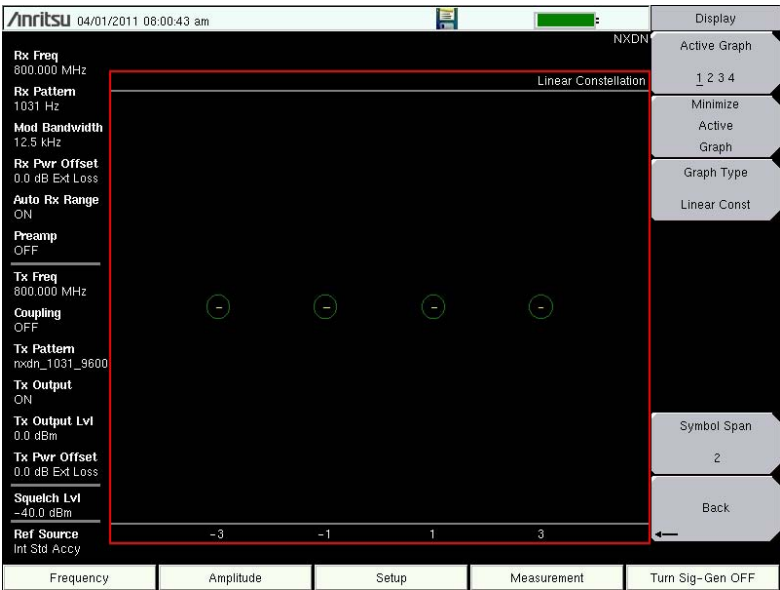 Anritsu 04/01/2011 08:00:43 am
Display
NXDN
Rx Freq
800.000 MHz
Rx Pattern
1031 Hz
Mod Bandwidth
12.5 kHz
Rx Pwr Offset
0.0 dB Ext Loss
Auto Rx Range
ON
Preamp
OFF
Tx Freq
800.000 MHz
Coupling
OFF
Tx Pattern
nxdn_1031_9600
Tx Output
ON
Tx Output Lvl
0.0 dBm
Tx Pwr Offset
0.0 dB Ext Loss
Squelch Lvl
-40.0 dBm
Ref Source
Int Std Accy
Linear Constellation
-3 -1 1 3
Active Graph
1 2 3 4
Minimize
Active
Graph
Graph Type
Linear Const
Symbol Span
2
Back
Frequency
Amplitude
Setup
Measurement
Turn Sig-Gen OFF